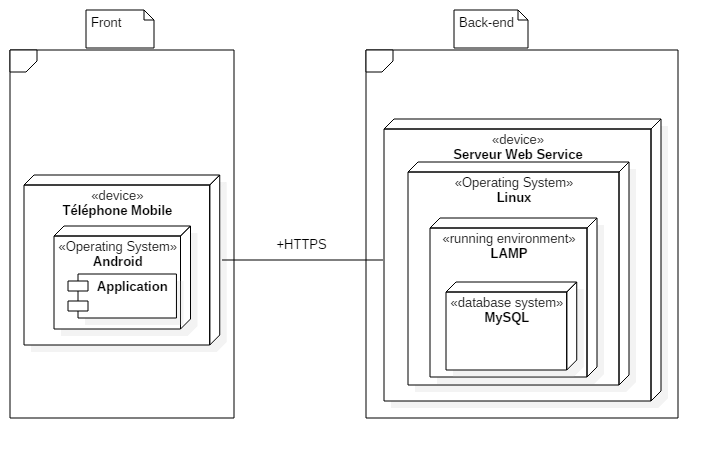 Front
Back-end
«device»
Téléphone Mobile
«Operating System»
Android
Application
+HTTPS
«device»
Serveur Web Service
«Operating System»
Linux
«running environment»
LAMP
«database system»
MySQL